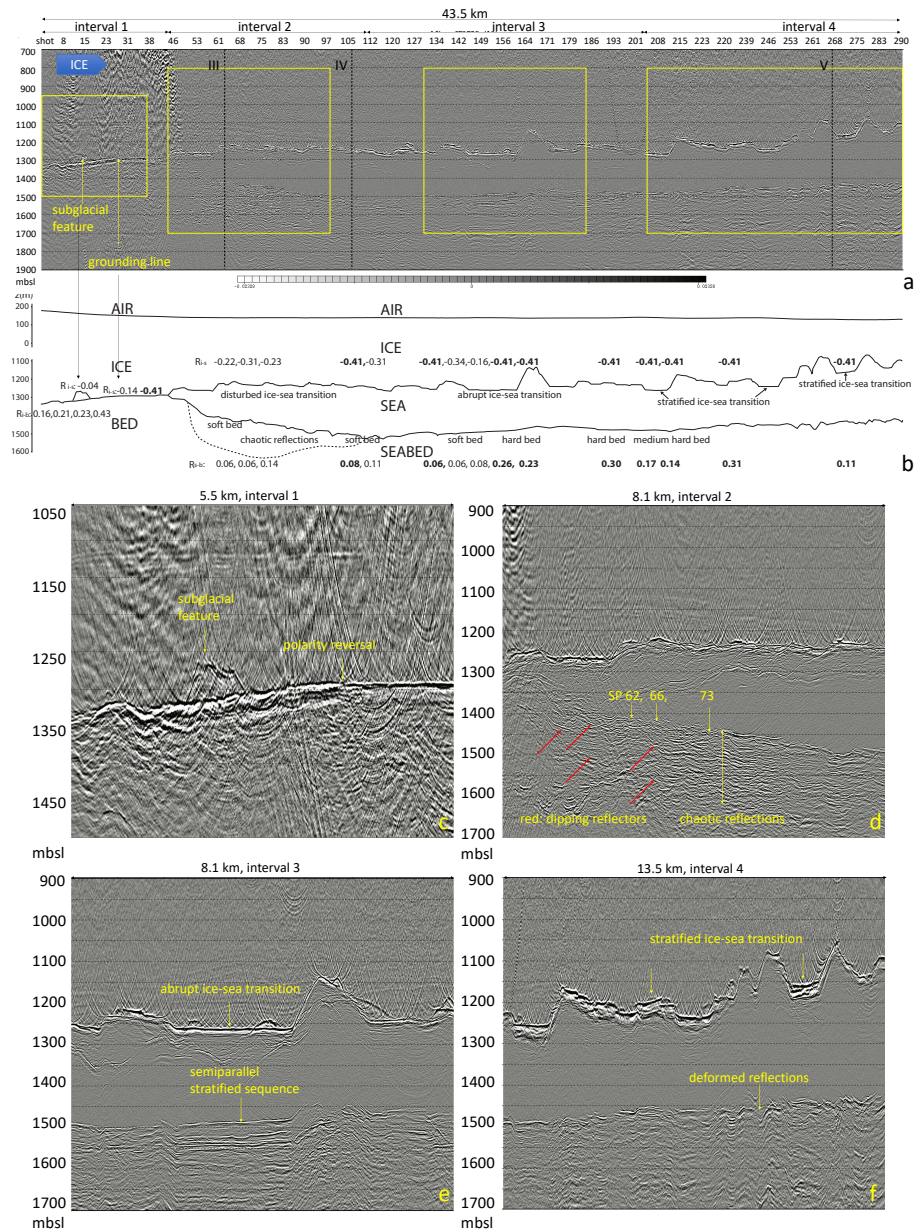 43.5 km
interval 1 interval 2 interval 3 interval 4
shot 8 15 23 31 38 46 53 61 68 75 83 90 98 105 112 120 127 134 142 149 156 164 171 178 186 193 201 208 215 223 230 238 246 253 260 268 275 282 290
700
800
900
1000
1100
1200
1300
1400
1500
1600
1700
1800
1900
mbsl
ICE
III IV V
subglacial
feature
grounding line
a
-0.02309 0 0.05308
200
100
AIR AIR
ICE ICE
1100
1200
1300
1500
1600
Ri-s -0.22,-0.31,-0.23 -0.41,-0.31 -0.41,-0.34,-0.16,-0.41,-0.41 -0.41 -0.41,-0.41 -0.41 -0.41
Ri-s: -0.04 Ri-s: -0.14 -0.41
disturbed ice-sea transition abrupt ice-sea transition stratified ice-sea transition stratified ice-sea transition
SEA
0.16,0.21,0.23,0.43
BED
soft bed chaotic reflections soft bed soft bed hard bed hard bed medium hard bed
SEABED
Rs-b: 0.06, 0.06, 0.14 0.08, 0.11 0.06, 0.06, 0.08, 0.26, 0.23 0.30 0.17 0.14 0.31 0.11
b
5.5 km, interval 1
1050
1150
1250
1350
1450
mbsl
subglacial
feature
polarity reversal
c
8.1 km, interval 2
900
1000
1100
1200
1300
1400
1500
1600
1700
SP 62, 66, 73
red: dipping reflectors chaotic reflections
d
mbsl
8.1 km, interval 3
900
1000
1100
1200
1300
1400
1500
1600
1700
mbsl
abrupt ice-sea transition
semiparallel
stratified sequence
e
13.5 km, interval 4
900
1000
1100
1200
1300
1400
1500
1600
1700
mbsl
stratified ice-sea transition
deformed reflections
f